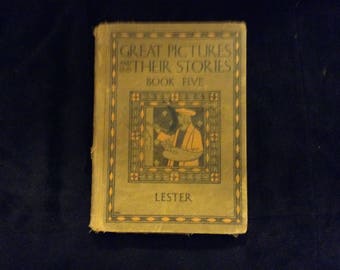 GREAT PICTURES
AND THEIR STORIES
BOOK FIVE
LESTER